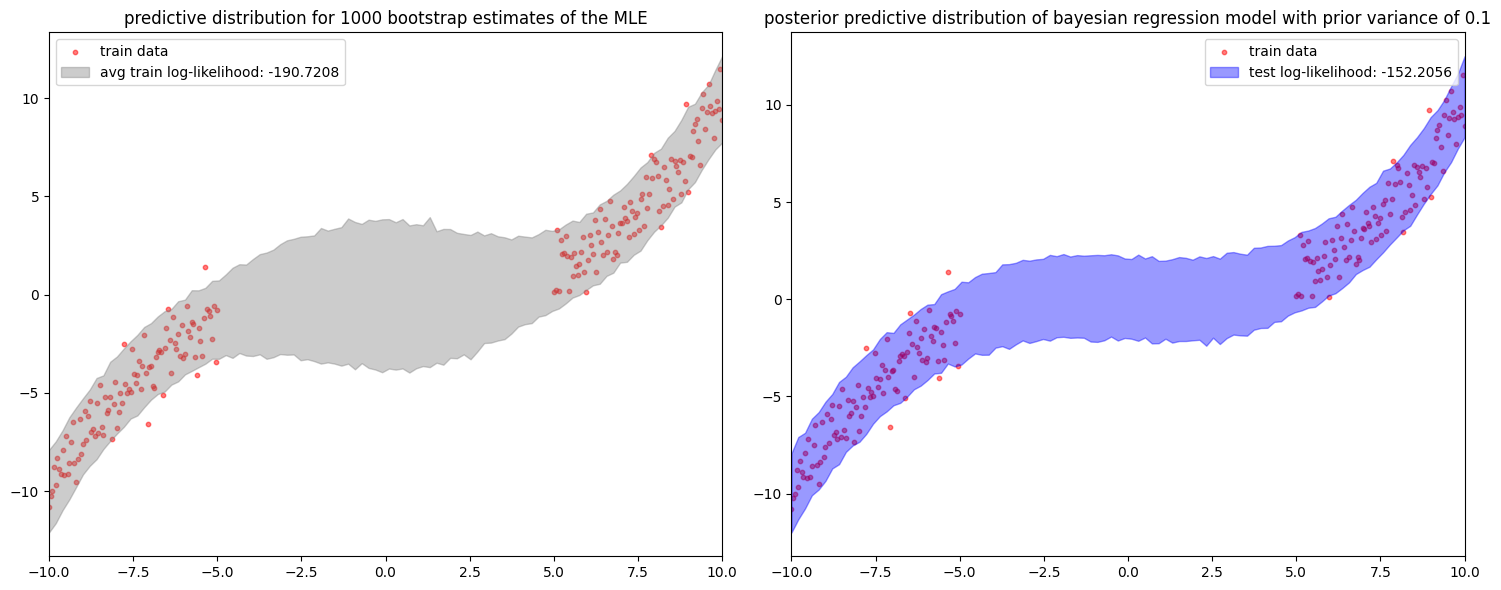 predictive distribution for 1000 bootstrap estimates of the MLE
train data
avg train log-likelihood: -190.7208
10
5
0
−5
−10
−10.0 −7.5 −5.0 −2.5 0.0 2.5 5.0 7.5 10.0
posterior predictive distribution of bayesian regression model with prior variance of 0.1
train data
test log-likelihood: -152.2056
10
5
0
−5
−10
−10.0 −7.5 −5.0 −2.5 0.0 2.5 5.0 7.5 10.0